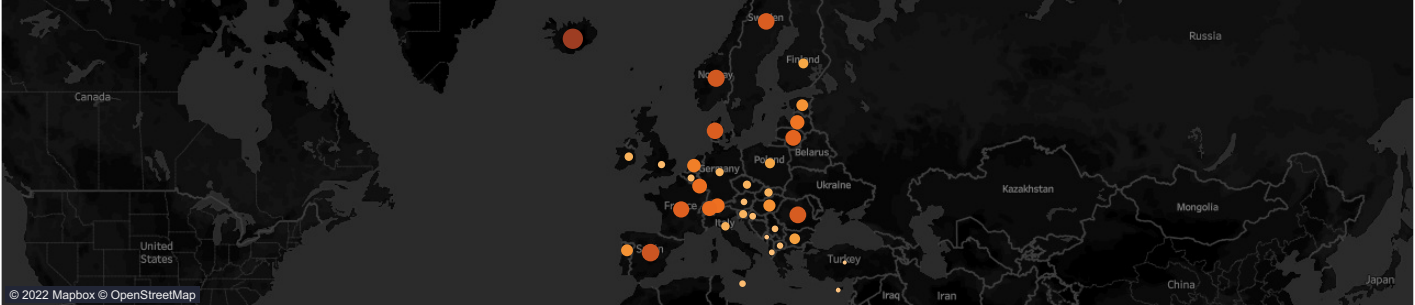 Sweden
Russia
Finland
Norway
Canada
Belarus
Poland
Germany
Ukraine
Kazakhstan
France
Mongolia
Italy
United
States
Spain
Turkey
China
Japan
Iraq
Iran
© 2022 Mapbox © OpenStreetMap